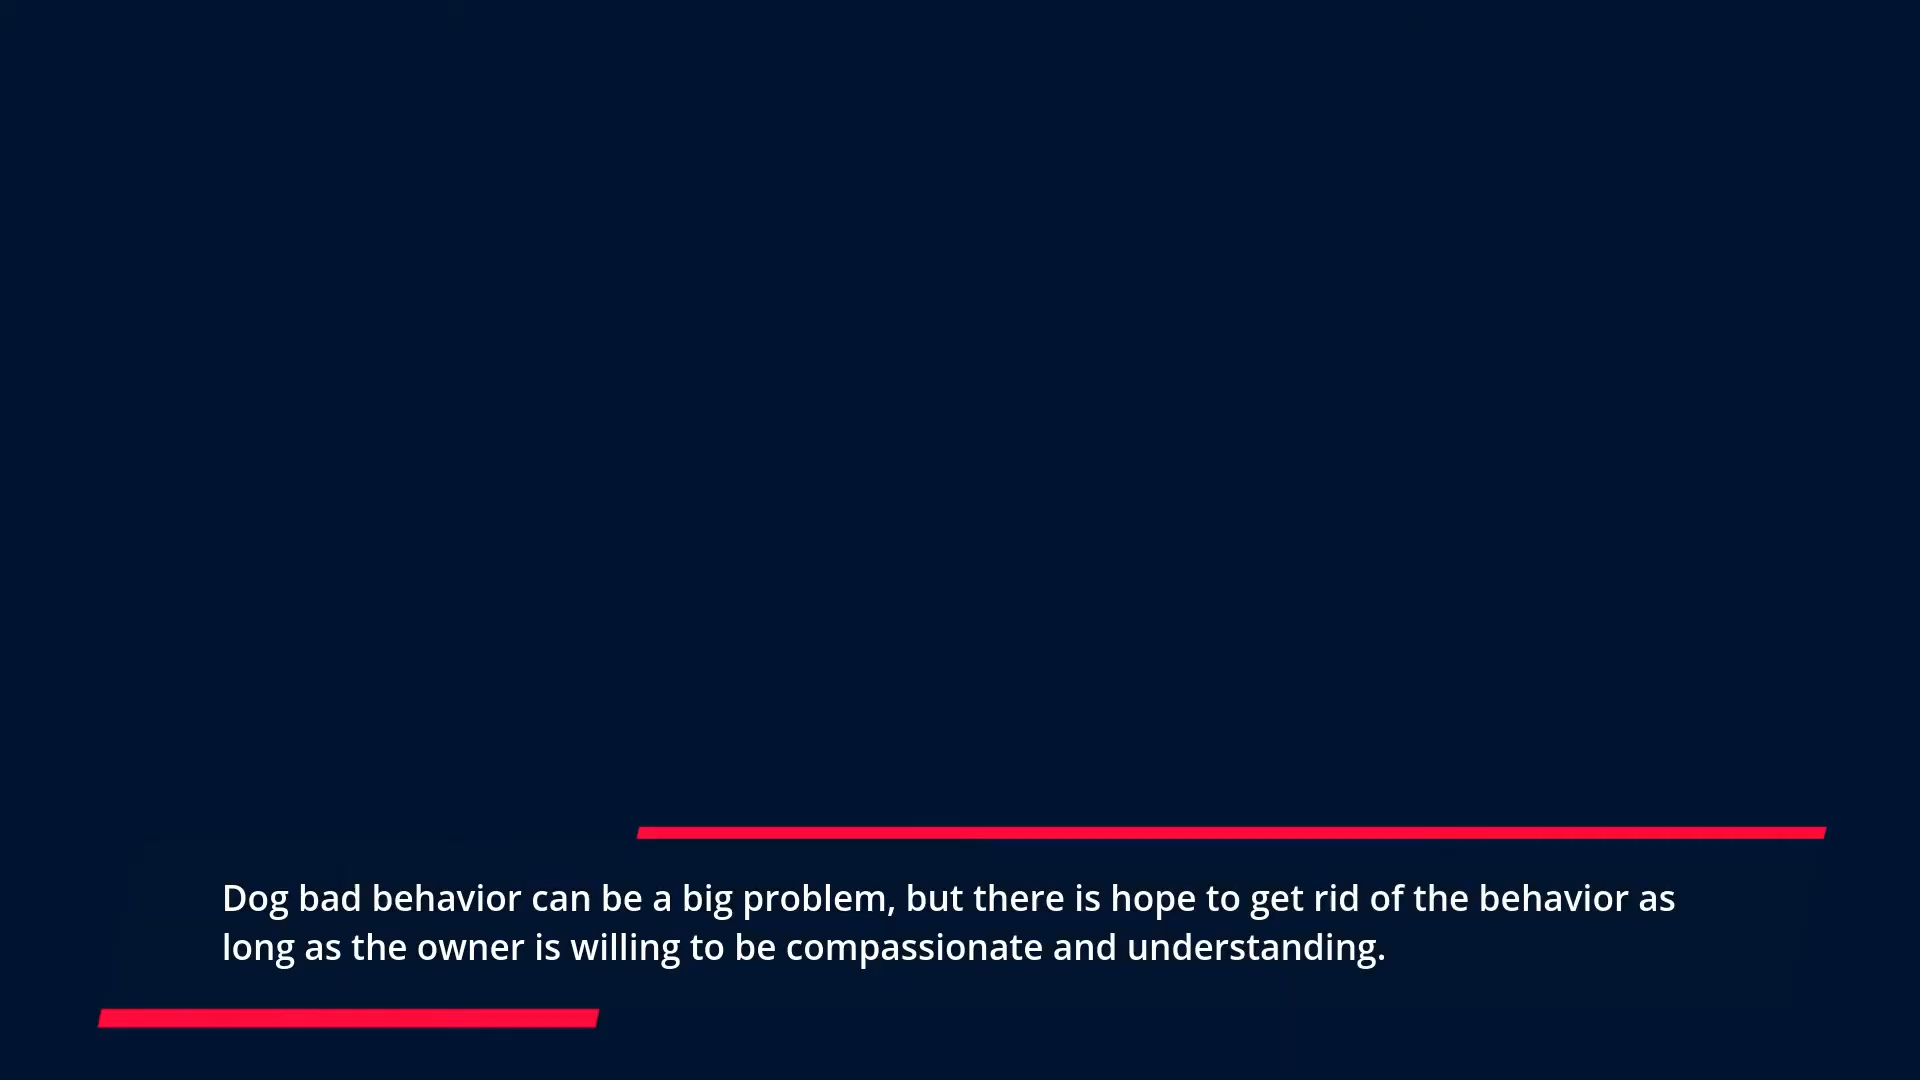 Dog bad behavior can be a big problem, but there is hope to get rid of the behavior as
long as the owner is willing to be compassionate and understanding.